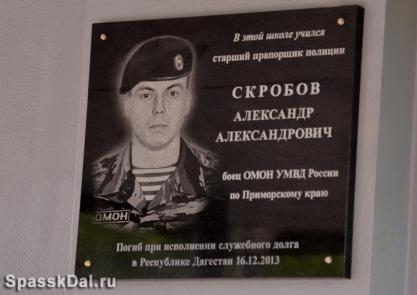 В этой школе учился
старший прапорщик полиции
СКРОБОВ
АЛЕКСАНДР
АЛЕКСАНДРОВИЧ
боец ОМОН УМВД России
по Приморскому краю
ОМОН
Погиб при исполнении служебного долга
в Республике Дагестан 16.12.2013
SpasskDal.ru